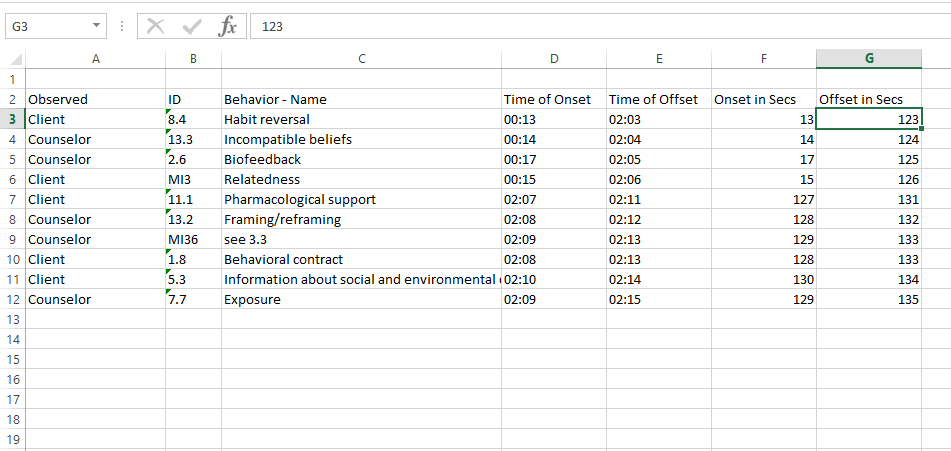 G3 fx 123
A B C D E F G
1
2 Observed ID Behavior - Name Time of Onset Time of Offset Onset in Secs Offset in Secs
3 Client 8.4 Habit reversal 00:13 02:03 13 123
4 Counselor 13.3 Incompatible beliefs 00:14 02:04 14 124
5 Counselor 2.6 Biofeedback 00:17 02:05 17 125
6 Client MI3 Relatedness 00:15 02:06 15 126
7 Client 11.1 Pharmacological support 02:07 02:11 127 131
8 Counselor 13.2 Framing/reframing 02:08 02:12 128 132
9 Counselor MI36 see 3.3 02:09 02:13 129 133
10 Client 1.8 Behavioral contract 02:08 02:13 128 133
11 Client 5.3 Information about social and environmental 02:10 02:14 130 134
12 Counselor 7.7 Exposure 02:09 02:15 129 135
13
14
15
16
17
18
19